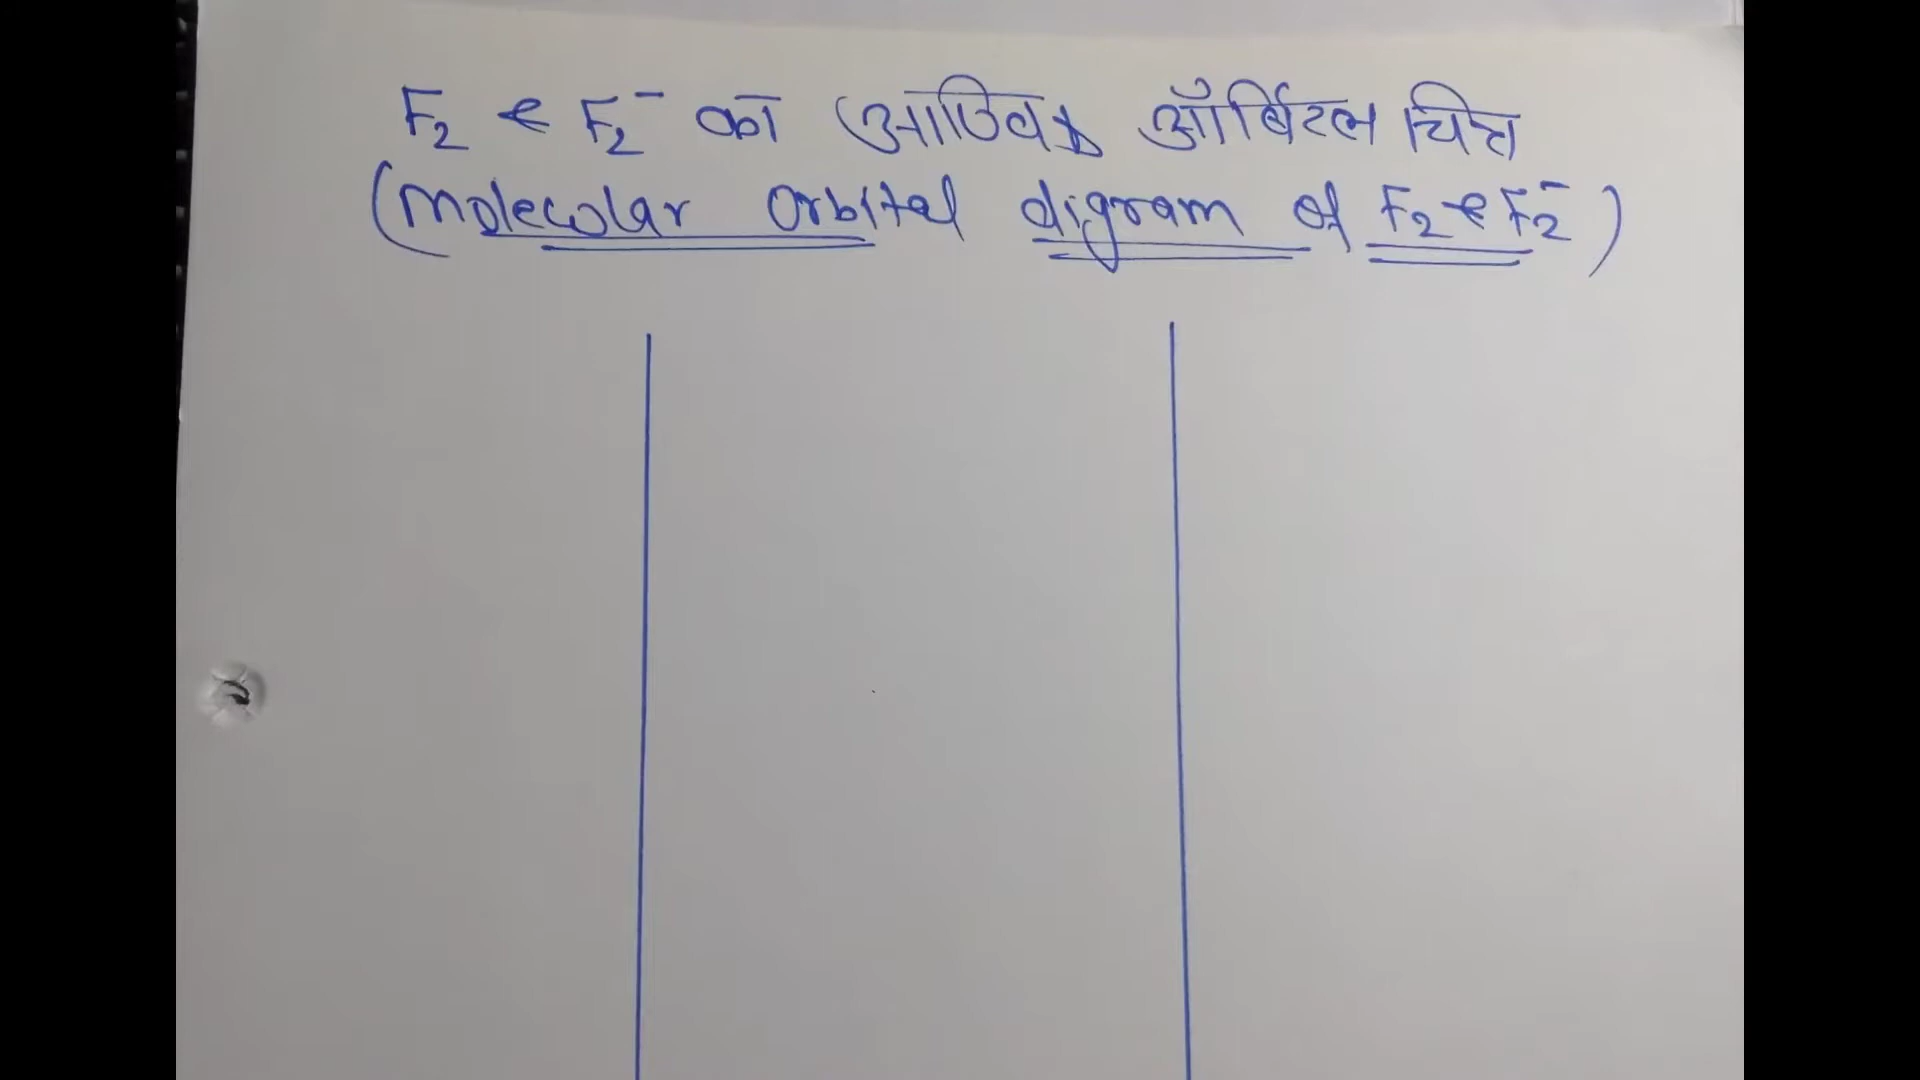 F₂ & F₂⁻ का आण्विक ऑर्बिटल चित्र
(Molecular orbital digram of F₂ & F₂⁻)